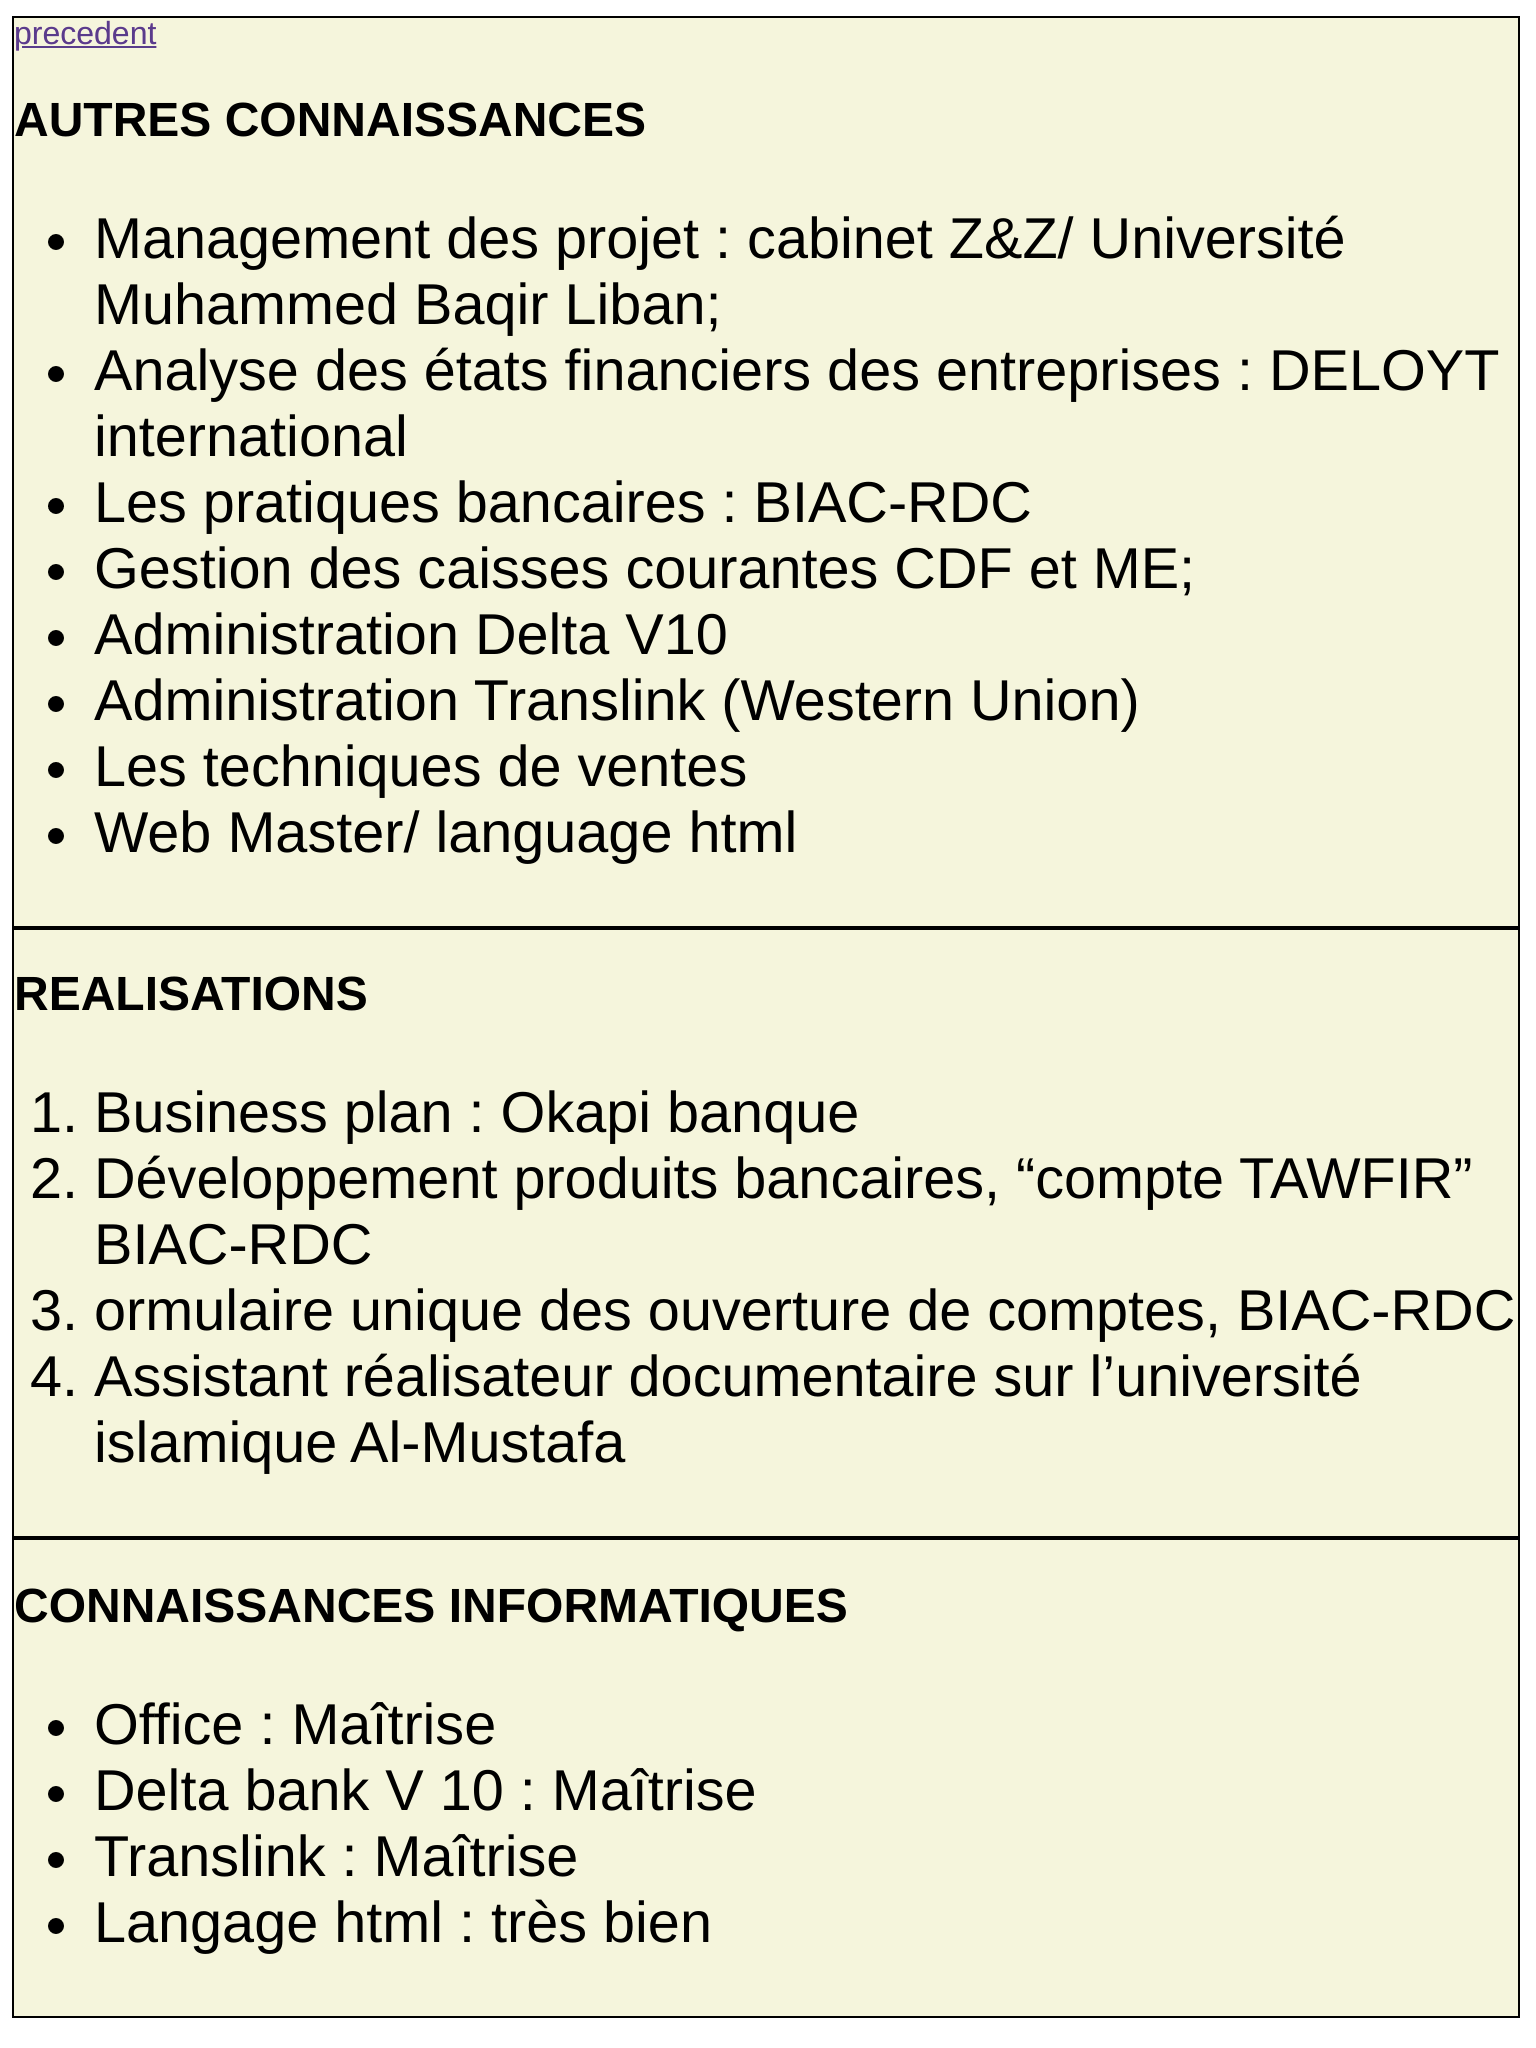 precedent
AUTRES CONNAISSANCES
• Management des projet : cabinet Z&Z/ Université
Muhammed Baqir Liban;
• Analyse des états financiers des entreprises : DELOYT
international
• Les pratiques bancaires : BIAC-RDC
• Gestion des caisses courantes CDF et ME;
• Administration Delta V10
• Administration Translink (Western Union)
• Les techniques de ventes
• Web Master/ language html
REALISATIONS
1. Business plan : Okapi banque
2. Développement produits bancaires, “compte TAWFIR”
BIAC-RDC
3. ormulaire unique des ouverture de comptes, BIAC-RDC
4. Assistant réalisateur documentaire sur l’université
islamique Al-Mustafa
CONNAISSANCES INFORMATIQUES
• Office : Maîtrise
• Delta bank V 10 : Maîtrise
• Translink : Maîtrise
• Langage html : très bien